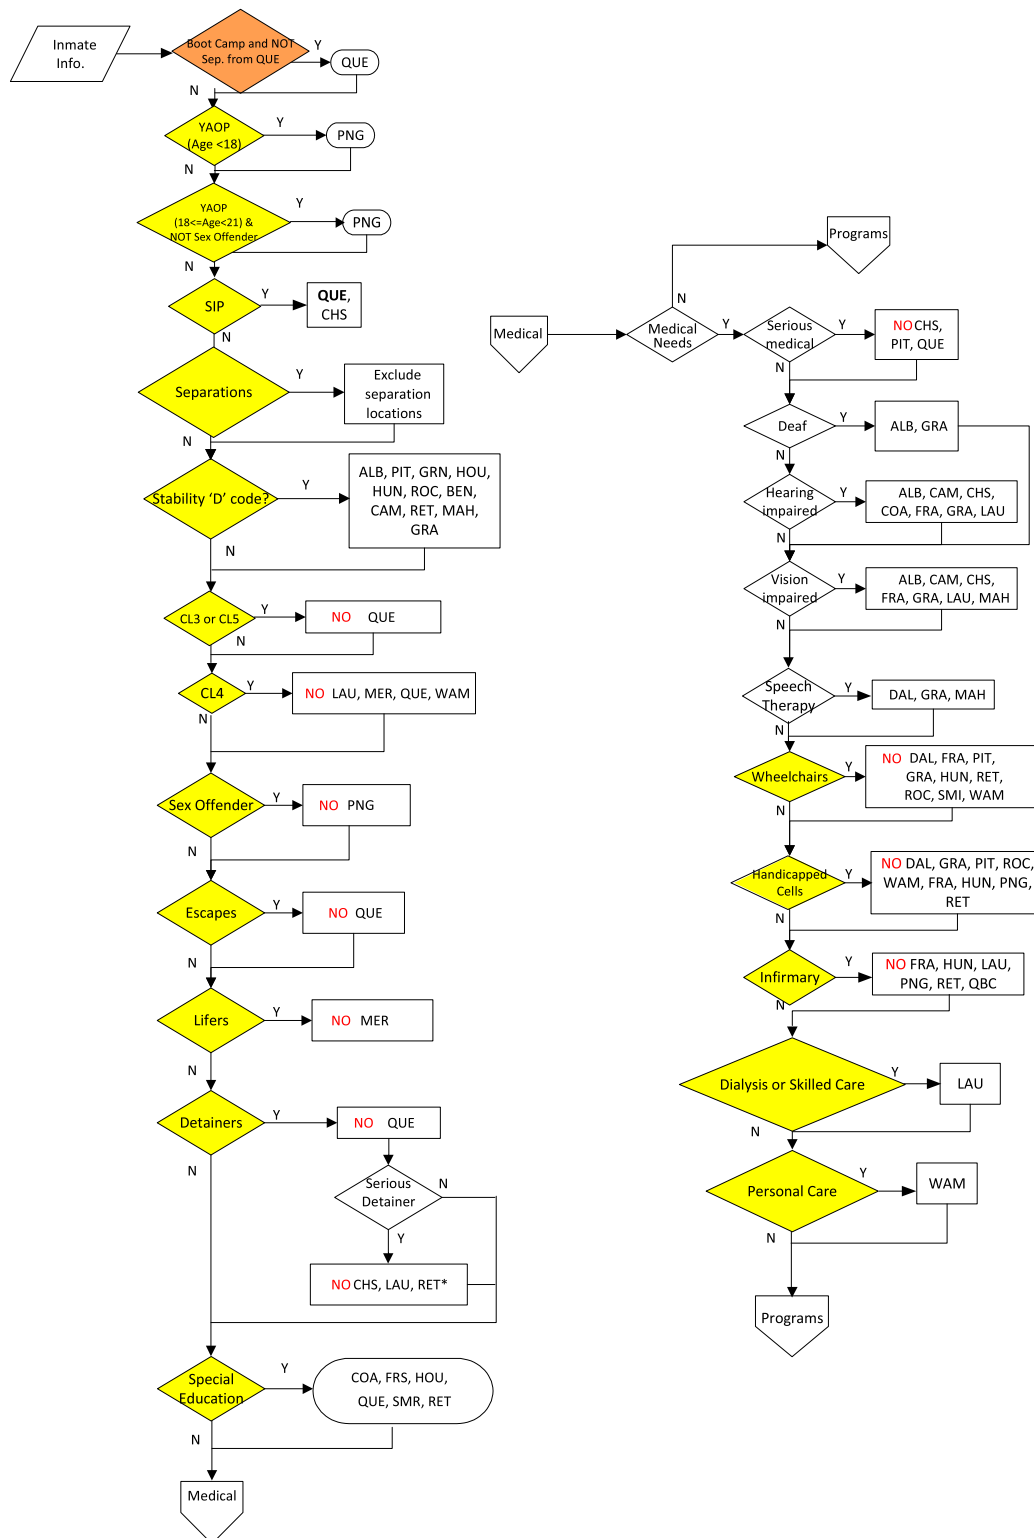 Inmate
Info.
Boot Camp and NOT
Sep. from QUE
Y
QUE
N
YAOP
(Age <18)
Y
PNG
N
YAOP
(18<=Age<21) &
NOT Sex Offender
Y
PNG
N
SIP
Y
QUE,
CHS
N
Separations
Y
Exclude
separation
locations
N
Stability ‘D’ code?
Y
ALB, PIT, GRN, HOU,
HUN, ROC, BEN,
CAM, RET, MAH,
GRA
N
CL3 or CL5
Y
NO QUE
N
CL4
Y
NO LAU, MER, QUE, WAM
N
Sex Offender
Y
NO PNG
N
Escapes
Y
NO QUE
N
Lifers
Y
NO MER
N
Detainers
Y
NO QUE
N
Serious
Detainer
N
Y
NO CHS, LAU, RET*
Special
Education
Y
COA, FRS, HOU,
QUE, SMR, RET
N
Medical
Programs
Medical
Medical
Needs
N
Y
Serious
medical
Y
NO CHS,
PIT, QUE
N
Deaf
Y
ALB, GRA
N
Hearing
impaired
Y
ALB, CAM, CHS,
COA, FRA, GRA, LAU
N
Vision
impaired
Y
ALB, CAM, CHS,
FRA, GRA, LAU, MAH
N
Speech
Therapy
Y
DAL, GRA, MAH
N
Wheelchairs
Y
NO DAL, FRA, PIT,
GRA, HUN, RET,
ROC, SMI, WAM
N
Handicapped
Cells
Y
NO DAL, GRA, PIT, ROC,
WAM, FRA, HUN, PNG,
RET
N
Infirmary
Y
NO FRA, HUN, LAU,
PNG, RET, QBC
N
Dialysis or Skilled Care
Y
LAU
N
Personal Care
Y
WAM
N
Programs